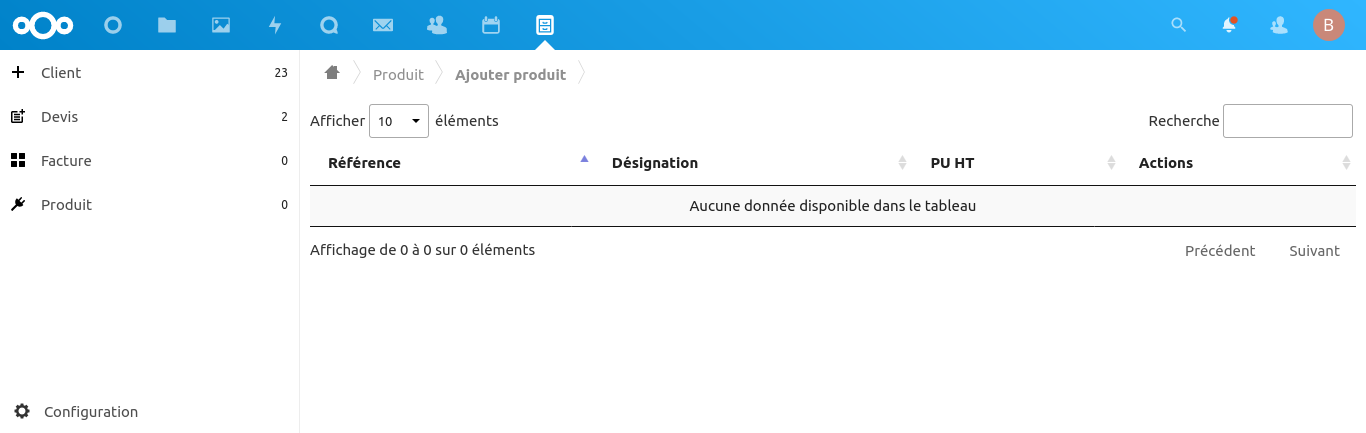 B
Client 23
Devis 2
Facture 0
Produit 0
Configuration
Produit Ajouter produit
Afficher 10 éléments Recherche
Référence Désignation PU HT Actions
Aucune donnée disponible dans le tableau
Affichage de 0 à 0 sur 0 éléments Précédent Suivant